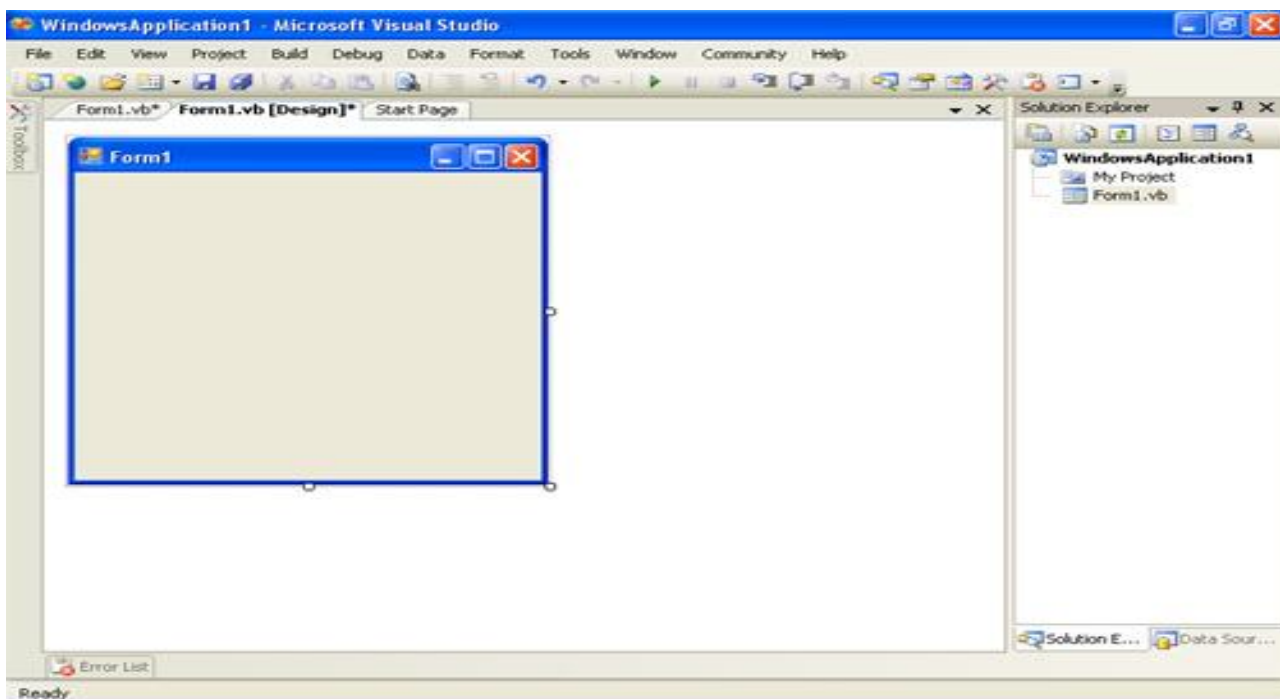 WindowsApplication1 - Microsoft Visual Studio
File Edit View Project Build Debug Data Format Tools Window Community Help
Toolbox
Form1.vb* Form1.vb [Design]* Start Page
Form1
Solution Explorer
WindowsApplication1
My Project
Form1.vb
Solution E... Data Sour...
Error List
Ready